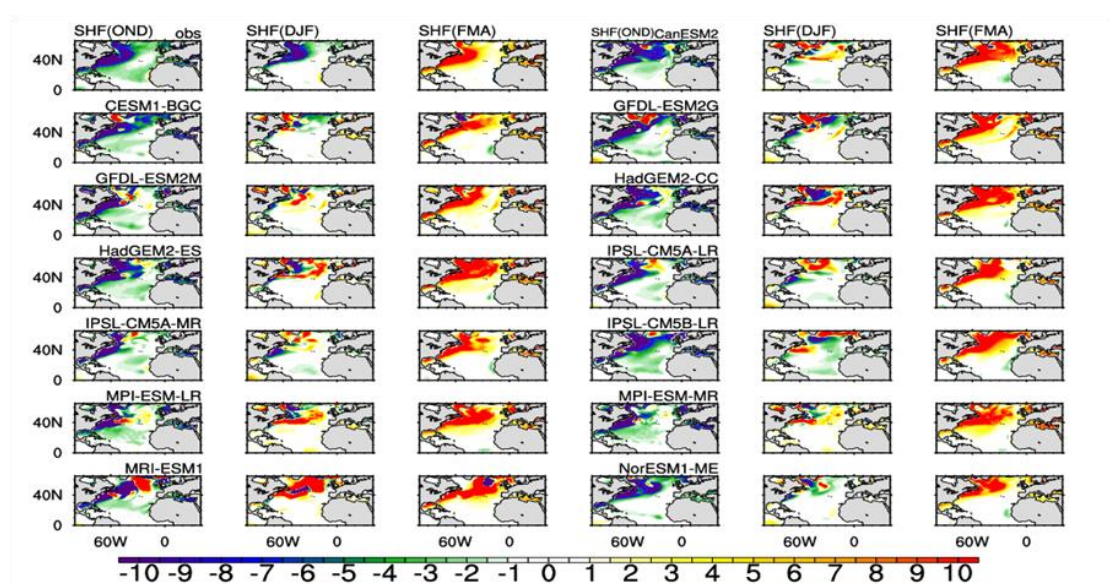 SHF(OND) obs SHF(DJF) SHF(FMA) SHF(OND)CanESM2 SHF(DJF) SHF(FMA)
40N
CESM1-BGC GFDL-ESM2G
40N
0
GFDL-ESM2M HadGEM2-CC
40N
0
HadGEM2-ES IPSL-CM5A-LR
40N
0
IPSL-CM5A-MR IPSL-CM5B-LR
40N
0
MPI-ESM-LR MPI-ESM-MR
40N
0
MRI-ESM1 NorESM1-ME
40N
0
60W 0 60W 0 60W 0 60W 0 60W 0 60W 0
-10 -9 -7 -6 -5 -4 -2 -1 0 1 2 3 4 5 6 7 8 9 10